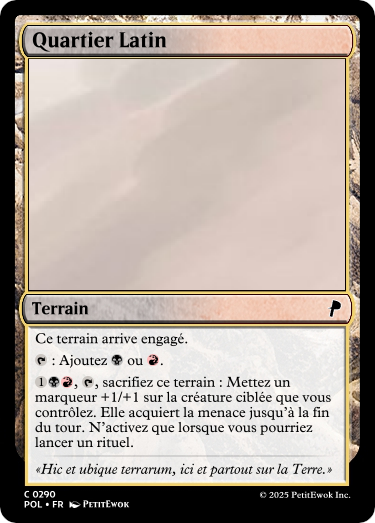 Quartier Latin
Terrain
Ce terrain arrive engagé.
: Ajoutez ou .
1, , sacrifiez ce terrain : Mettez un
marqueur +1/+1 sur la créature ciblée que vous
contrôlez. Elle acquiert la menace jusqu’à la fin
du tour. N’activez que lorsque vous pourriez
lancer un rituel.
«Hic et ubique terrarum, ici et partout sur la Terre.»
C 0290
POL • FR PetitEwok
© 2025 PetitEwok Inc.